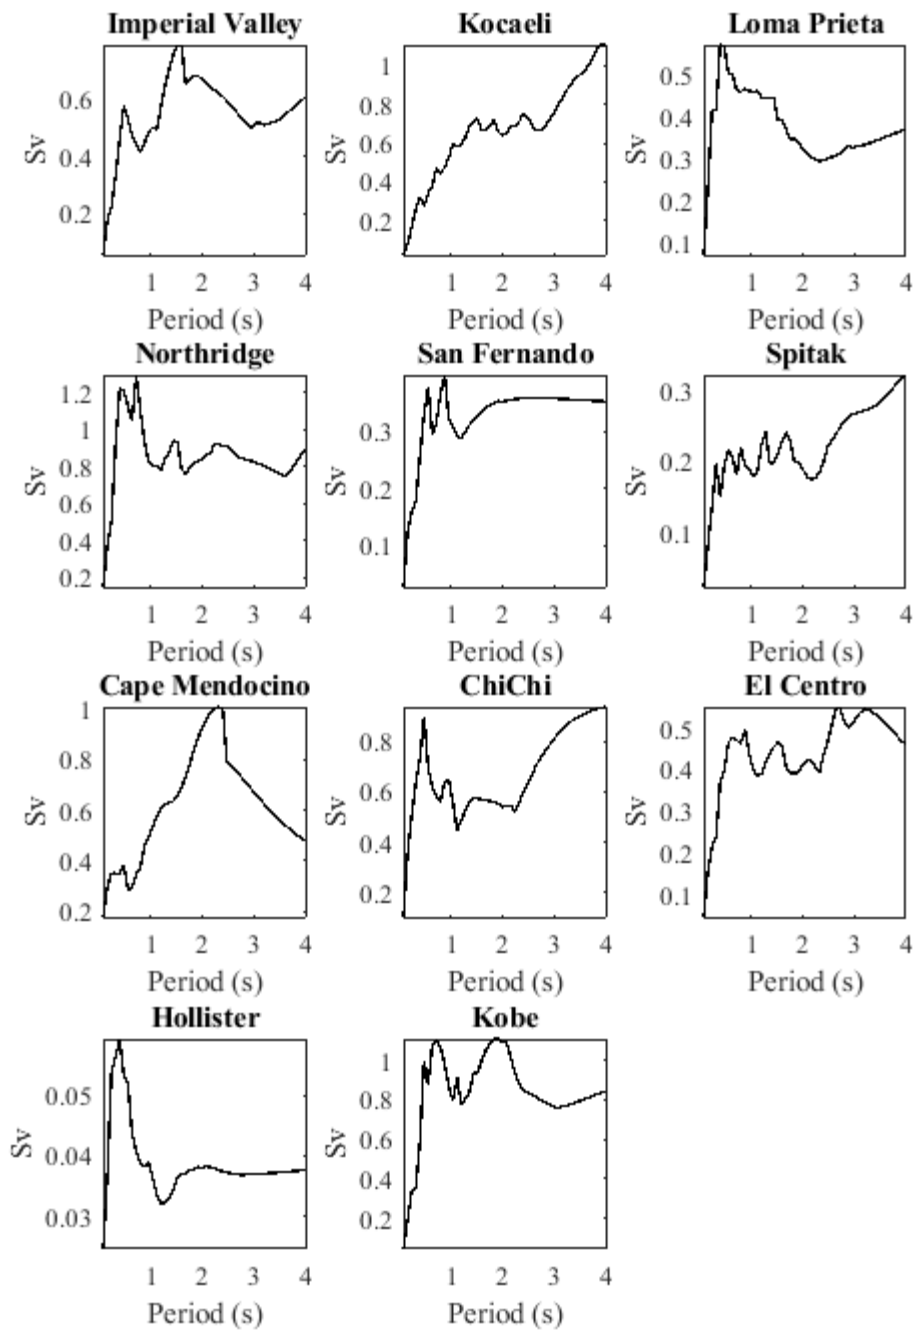 Imperial Valley
Sv
0.6
0.4
0.2
1 2 3 4
Period (s)
Kocaeli
Sv
1
0.8
0.6
0.4
0.2
1 2 3 4
Period (s)
Loma Prieta
Sv
0.5
0.4
0.3
0.2
0.1
1 2 3 4
Period (s)
Northridge
Sv
1.2
1
0.8
0.6
0.4
0.2
1 2 3 4
Period (s)
San Fernando
Sv
0.3
0.2
0.1
1 2 3 4
Period (s)
Spitak
Sv
0.3
0.2
0.1
1 2 3 4
Period (s)
Cape Mendocino
Sv
1
0.8
0.6
0.4
0.2
1 2 3 4
Period (s)
ChiChi
Sv
0.8
0.6
0.4
0.2
1 2 3 4
Period (s)
El Centro
Sv
0.5
0.4
0.3
0.2
0.1
1 2 3 4
Period (s)
Hollister
Sv
0.05
0.04
0.03
1 2 3 4
Period (s)
Kobe
Sv
1
0.8
0.6
0.4
0.2
1 2 3 4
Period (s)